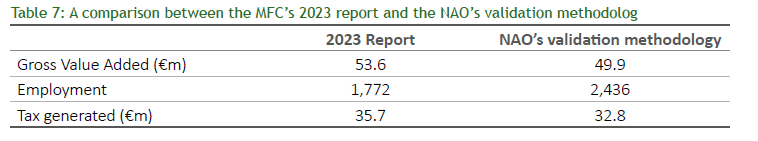 Table 7: A comparison between the MFC's 2023 report and the NAO's validation methodolog
2023 Report NAO's validation methodology
Gross Value Added (€m) 53.6 49.9
Employment 1,772 2,436
Tax generated (€m) 35.7 32.8